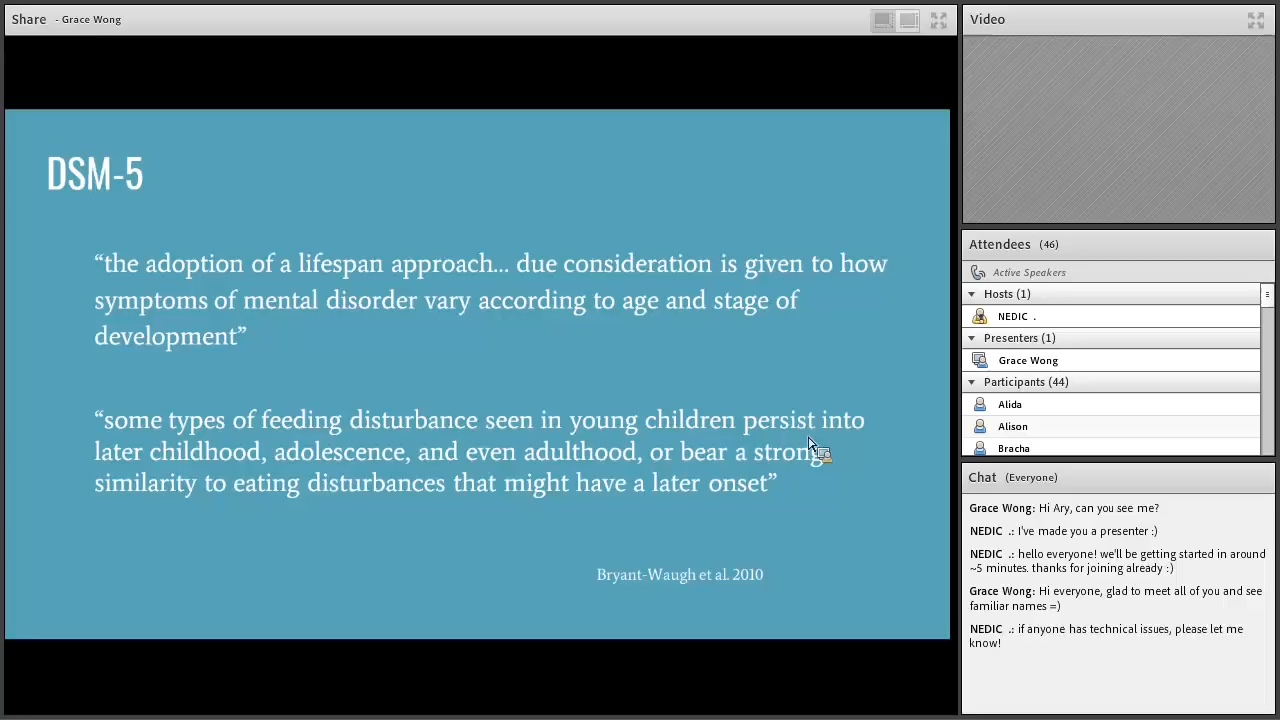 Share - Grace Wong
DSM-5
“the adoption of a lifespan approach... due consideration is given to how
symptoms of mental disorder vary according to age and stage of
development”
“some types of feeding disturbance seen in young children persist into
later childhood, adolescence, and even adulthood, or bear a strong
similarity to eating disturbances that might have a later onset”
Bryant-Waugh et al. 2010
Video
Attendees (46)
Active Speakers
Hosts (1)
NEDIC .
Presenters (1)
Grace Wong
Participants (44)
Alida
Alison
Bracha
Chat (Everyone)
Grace Wong: Hi Ary, can you see me?
NEDIC .: I've made you a presenter :)
NEDIC .: hello everyone! we'll be getting started in around
~5 minutes. thanks for joining already :)
Grace Wong: Hi everyone, glad to meet all of you and see
familiar names =)
NEDIC .: if anyone has technical issues, please let me
know!